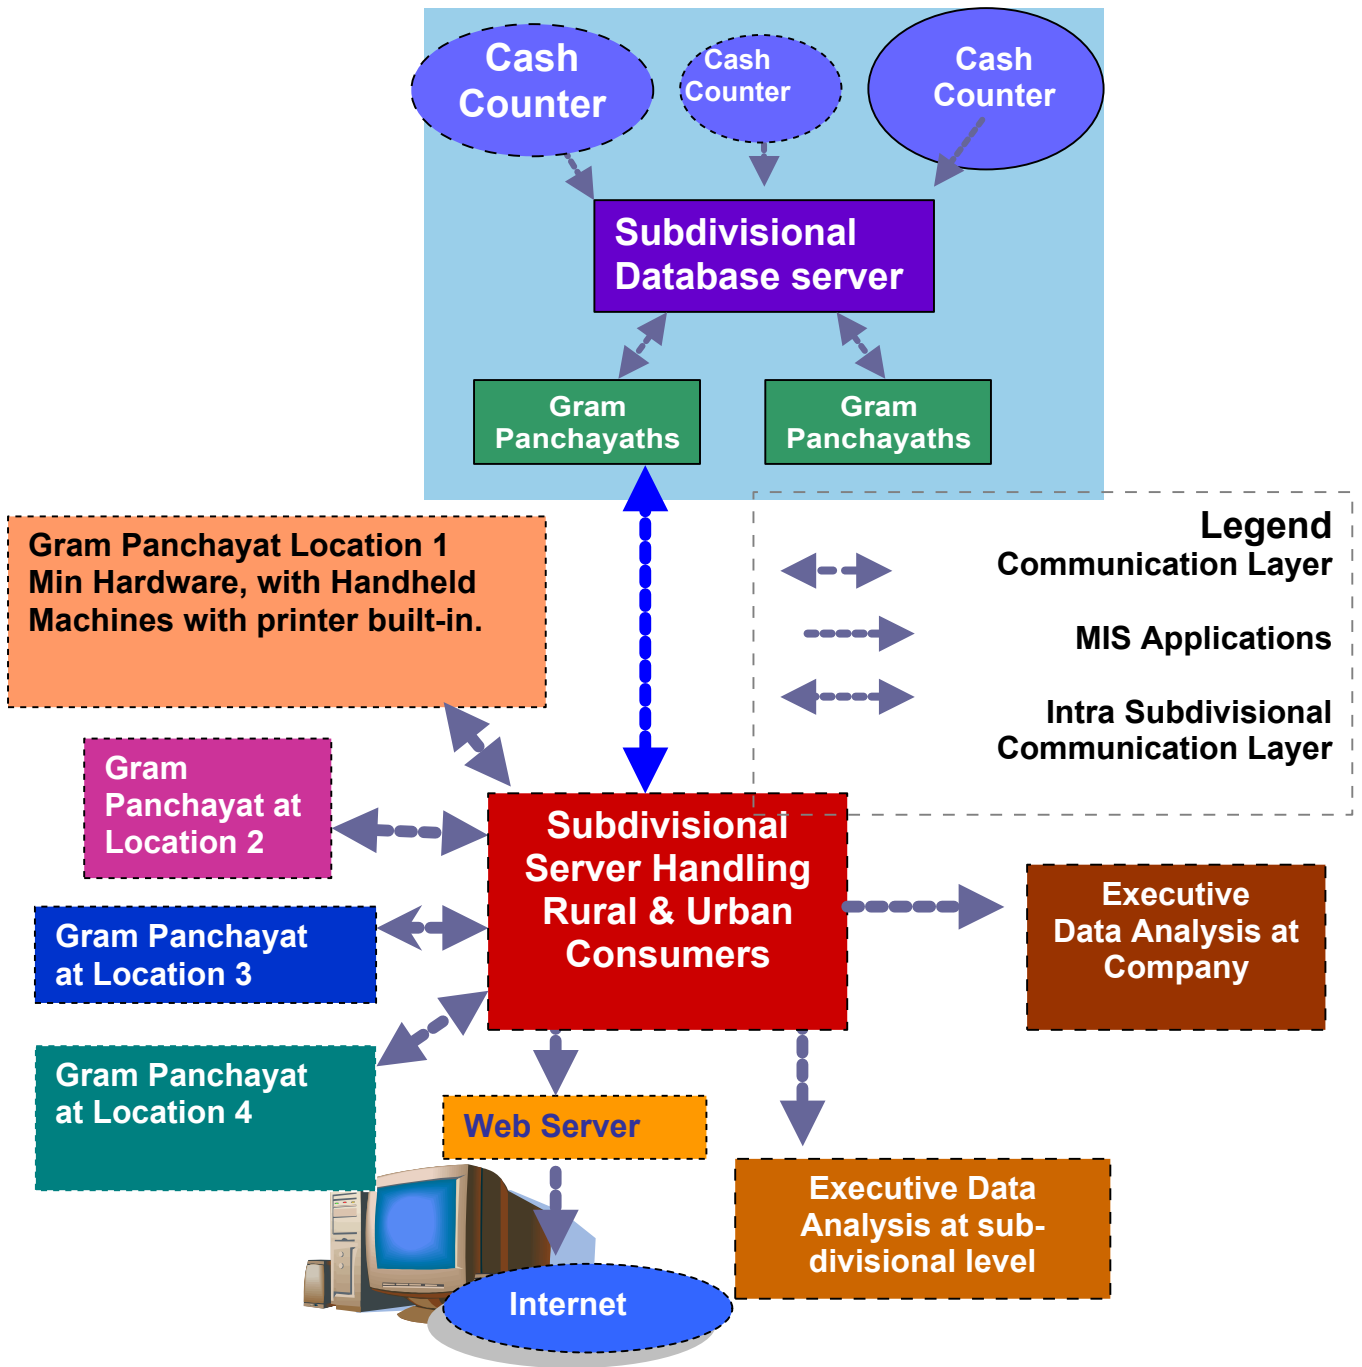 Cash
Counter
Cash
Counter
Cash
Counter
Subdivisional
Database server
Gram
Panchayaths
Gram
Panchayaths
Legend
Communication Layer
MIS Applications
Intra Subdivisional
Communication Layer
Gram Panchayat Location 1
Min Hardware, with Handheld
Machines with printer built-in.
Gram
Panchayat at
Location 2
Subdivisional
Server Handling
Rural & Urban
Consumers
Executive
Data Analysis at
Company
Gram Panchayat
at Location 3
Gram Panchayat
at Location 4
Web Server
Executive Data
Analysis at sub-
divisional level
Internet